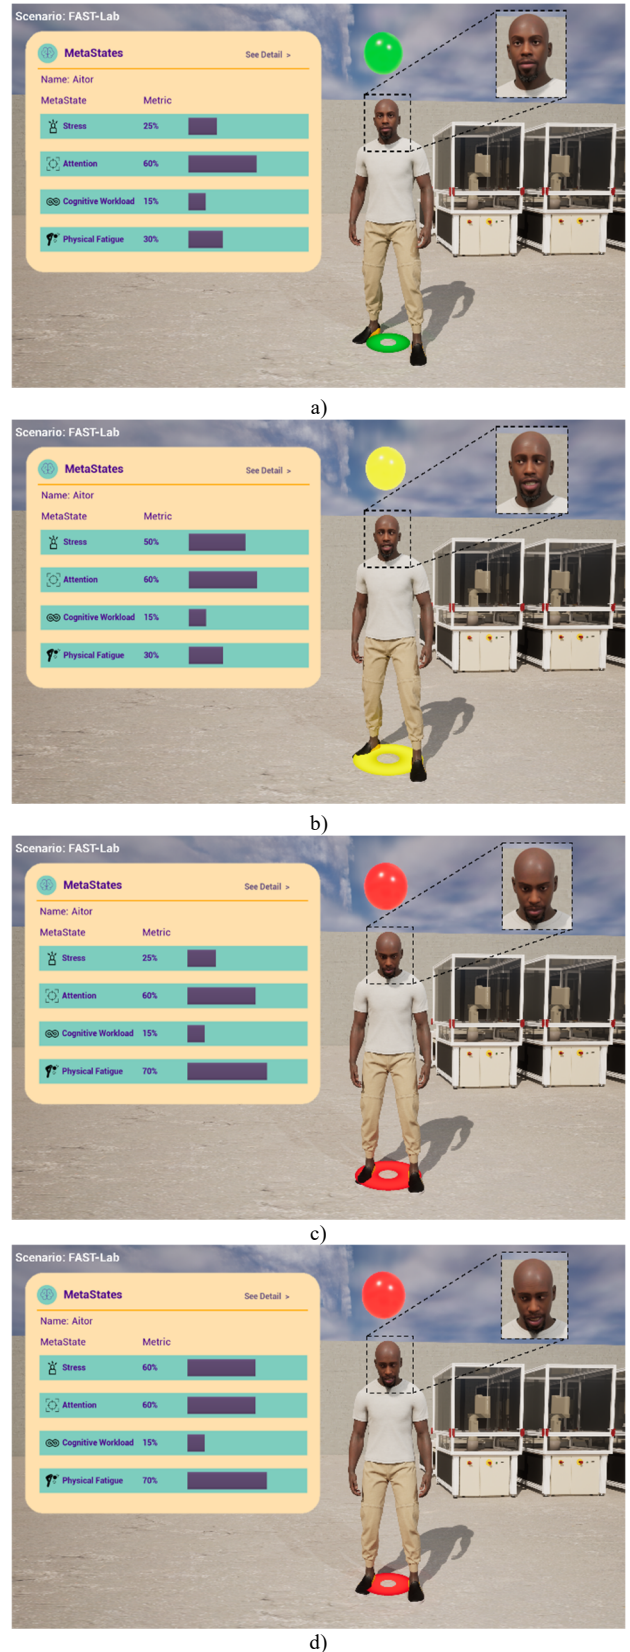 Scenario: FAST-Lab
MetaStates See Detail >
Name: Aitor
MetaState Metric
Stress 25%
Attention 60%
Cognitive Workload 15%
Physical Fatigue 30%
a)
Scenario: FAST-Lab
MetaStates See Detail >
Name: Aitor
MetaState Metric
Stress 50%
Attention 60%
Cognitive Workload 15%
Physical Fatigue 30%
b)
Scenario: FAST-Lab
MetaStates See Detail >
Name: Aitor
MetaState Metric
Stress 25%
Attention 60%
Cognitive Workload 15%
Physical Fatigue 70%
c)
Scenario: FAST-Lab
MetaStates See Detail >
Name: Aitor
MetaState Metric
Stress 60%
Attention 60%
Cognitive Workload 15%
Physical Fatigue 70%
d)